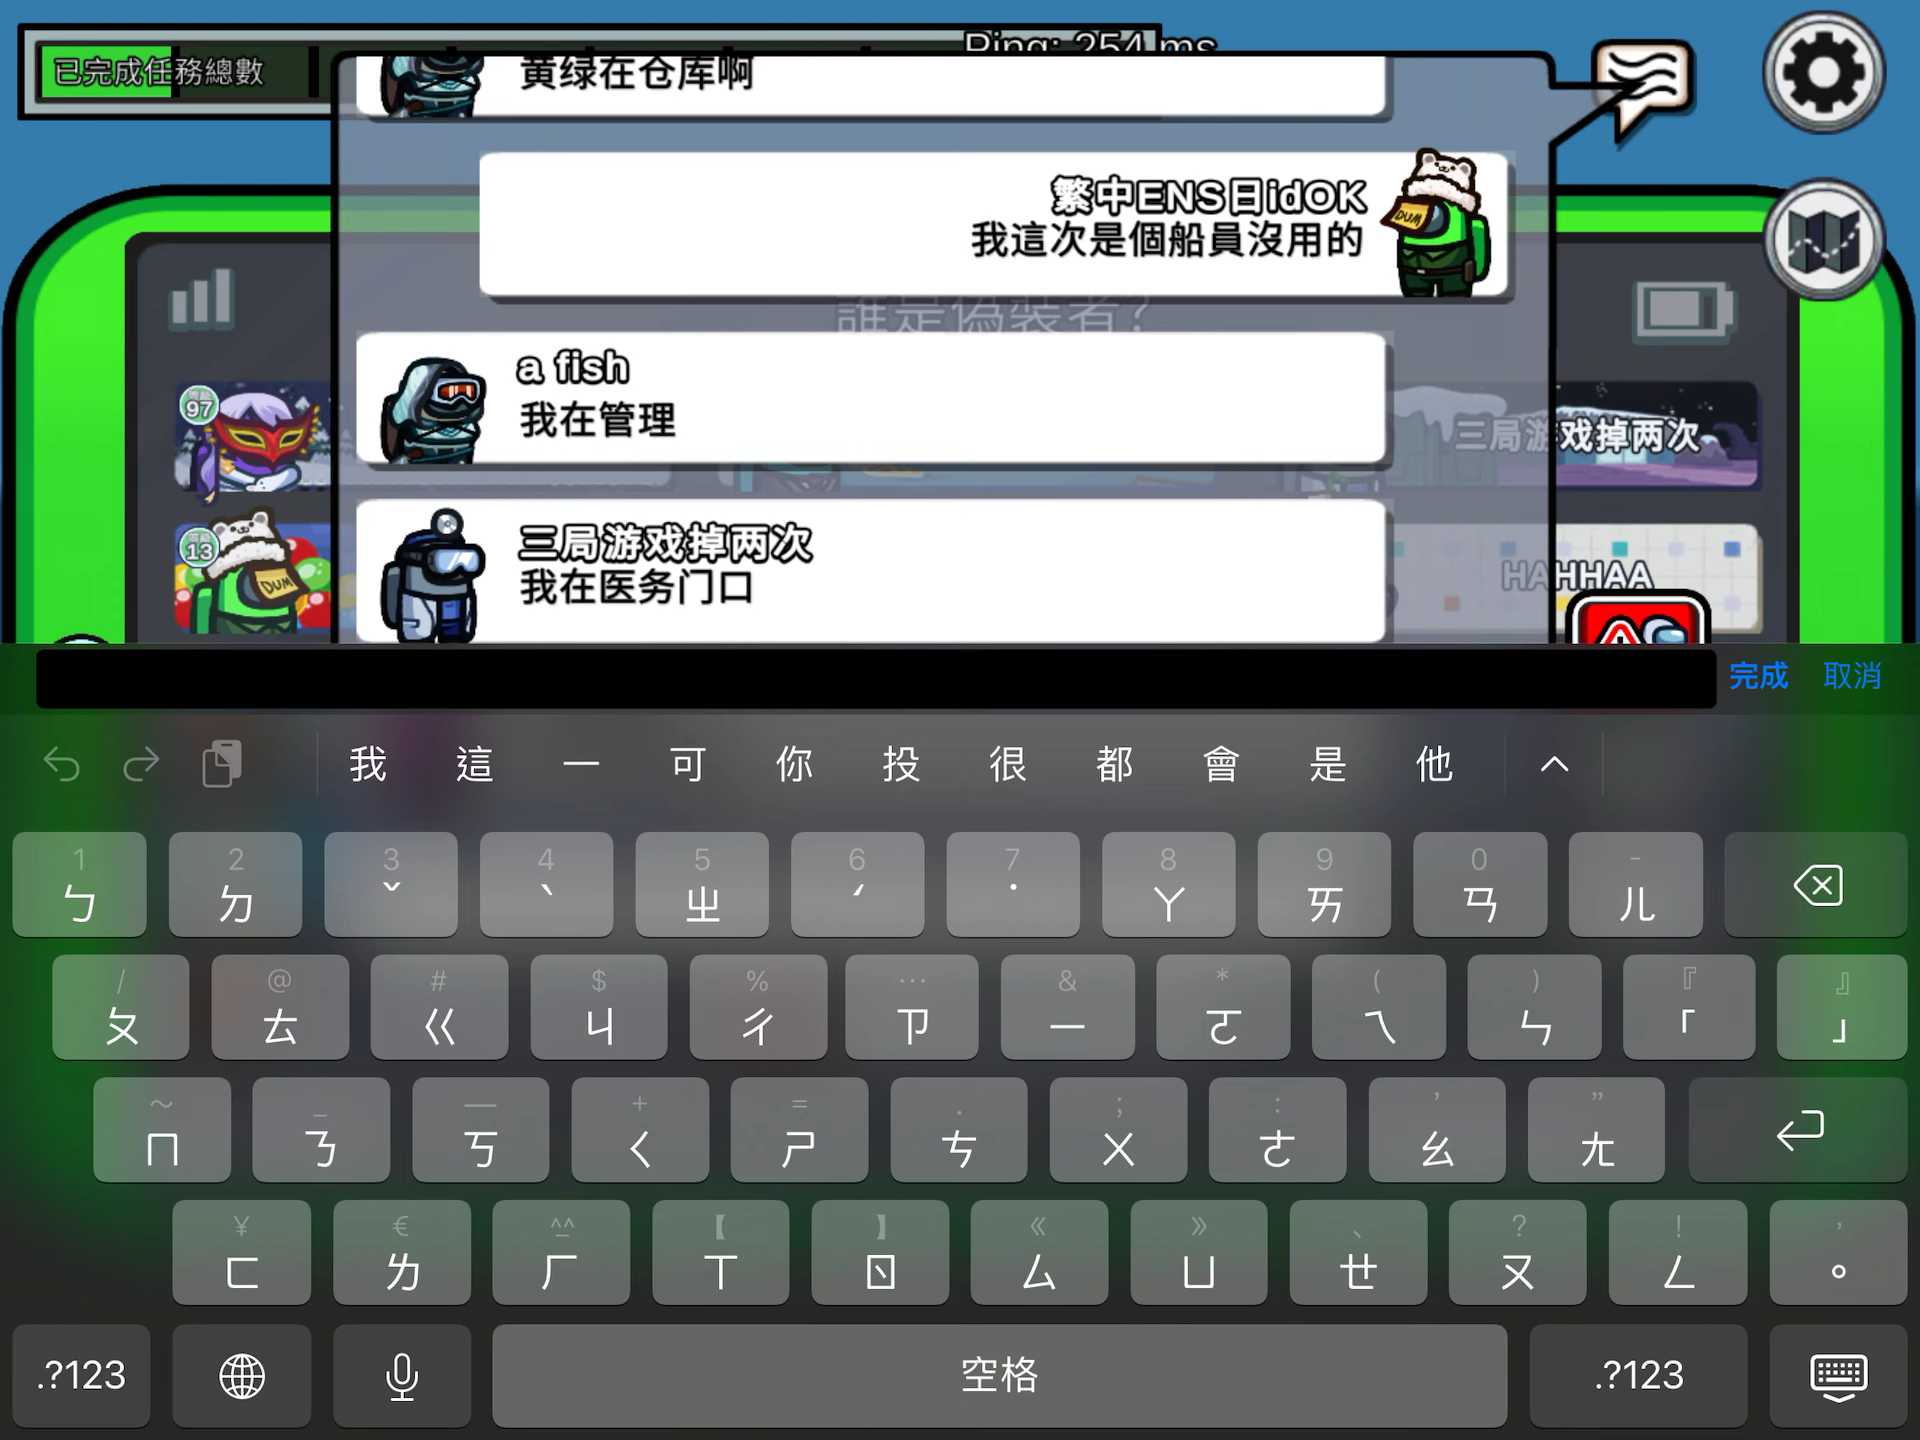 已完成任務總數
Ping: 254 ms
黄绿在仓库啊
繁中ENS日idOK
我這次是個船員沒用的
誰是偽裝者?
a fish
我在管理
97
三局游戏掉两次
三局游戏掉两次
我在医务门口
13
DUM
DUM
HAHHAA
完成 取消
我 這 一 可 你 投 很 都 會 是 他
1 2 3 4 5 6 7 8 9 0 -
ㄅ ㄉ ˇ ˋ ㄓ ˊ ˙ ㄚ ㄞ ㄢ ㄦ
/ @ # $ % … & * ( ) 『 』
ㄆ ㄊ ㄍ ㄐ ㄔ ㄗ ㄧ ㄛ ㄟ ㄣ 「 」
~ _ — + = . ; : ’ ”
ㄇ ㄋ ㄎ ㄑ ㄕ ㄘ ㄨ ㄜ ㄠ ㄤ
¥ € ^^ 【 】 《 》 、 ? ! ,
ㄈ ㄌ ㄏ ㄒ ㄖ ㄙ ㄩ ㄝ ㄡ ㄥ 。
.?123 空格 .?123